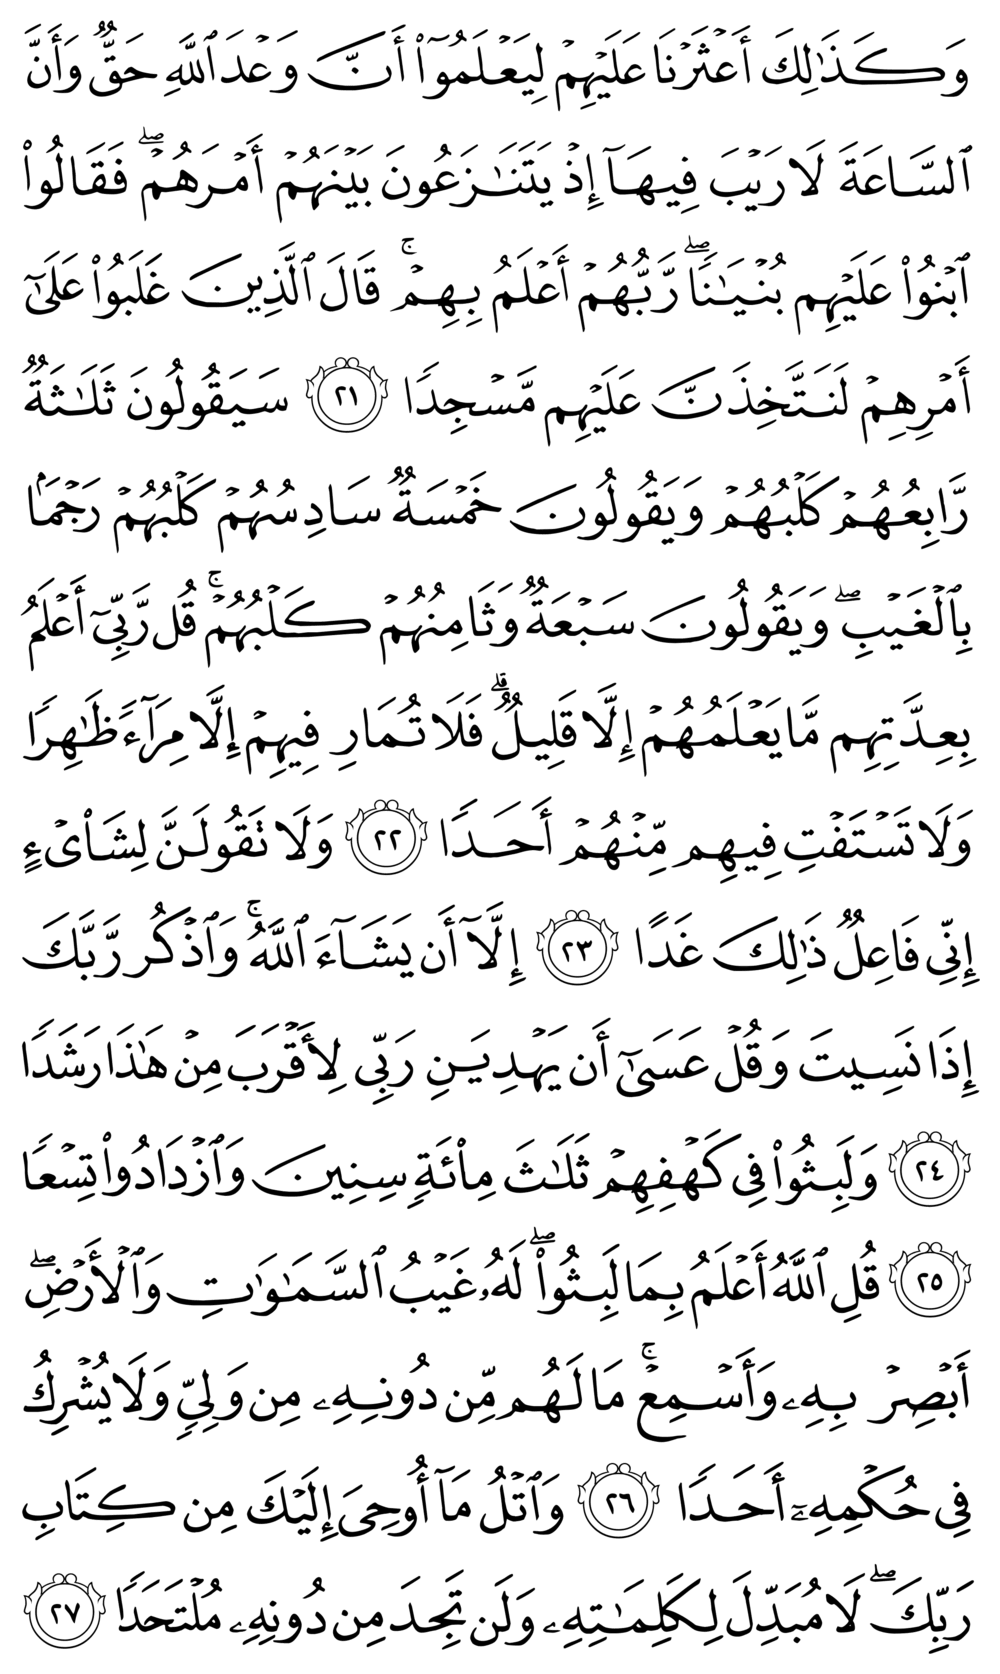 وَكَذَٰلِكَ أَعۡثَرۡنَا عَلَيۡهِمۡ لِيَعۡلَمُوٓاْ أَنَّ وَعۡدَ ٱللَّهِ حَقّٞ وَأَنَّ
ٱلسَّاعَةَ لَا رَيۡبَ فِيهَآ إِذۡ يَتَنَٰزَعُونَ بَيۡنَهُمۡ أَمۡرَهُمۡۖ فَقَالُواْ
ٱبۡنُواْ عَلَيۡهِم بُنۡيَٰنٗاۖ رَّبُّهُمۡ أَعۡلَمُ بِهِمۡۚ قَالَ ٱلَّذِينَ غَلَبُواْ عَلَىٰٓ
أَمۡرِهِمۡ لَنَتَّخِذَنَّ عَلَيۡهِم مَّسۡجِدٗا ٢١ سَيَقُولُونَ ثَلَٰثَةٞ
رَّابِعُهُمۡ كَلۡبُهُمۡ وَيَقُولُونَ خَمۡسَةٞ سَادِسُهُمۡ كَلۡبُهُمۡ رَجۡمَۢا
بِٱلۡغَيۡبِۖ وَيَقُولُونَ سَبۡعَةٞ وَثَامِنُهُمۡ كَلۡبُهُمۡۚ قُل رَّبِّيٓ أَعۡلَمُ
بِعِدَّتِهِم مَّا يَعۡلَمُهُمۡ إِلَّا قَلِيلٞۗ فَلَا تُمَارِ فِيهِمۡ إِلَّا مِرَآءٗ ظَٰهِرٗا
وَلَا تَسۡتَفۡتِ فِيهِم مِّنۡهُمۡ أَحَدٗا ٢٢ وَلَا تَقُولَنَّ لِشَاْيۡءٍ
إِنِّي فَاعِلٞ ذَٰلِكَ غَدًا ٢٣ إِلَّآ أَن يَشَآءَ ٱللَّهُۚ وَٱذۡكُر رَّبَّكَ
إِذَا نَسِيتَ وَقُلۡ عَسَىٰٓ أَن يَهۡدِيَنِ رَبِّي لِأَقۡرَبَ مِنۡ هَٰذَا رَشَدٗا
٢٤ وَلَبِثُواْ فِي كَهۡفِهِمۡ ثَلَٰثَ مِاْئَةٖ سِنِينَ وَٱزۡدَادُواْ تِسۡعٗا
٢٥ قُلِ ٱللَّهُ أَعۡلَمُ بِمَا لَبِثُواْۖ لَهُۥ غَيۡبُ ٱلسَّمَٰوَٰتِ وَٱلۡأَرۡضِۖ
أَبۡصِرۡ بِهِۦ وَأَسۡمِعۡۚ مَا لَهُم مِّن دُونِهِۦ مِن وَلِيّٖ وَلَا يُشۡرِكُ
فِي حُكۡمِهِۦٓ أَحَدٗا ٢٦ وَٱتۡلُ مَآ أُوحِيَ إِلَيۡكَ مِن كِتَابِ
رَبِّكَۖ لَا مُبَدِّلَ لِكَلِمَٰتِهِۦ وَلَن تَجِدَ مِن دُونِهِۦ مُلۡتَحَدٗا ٢٧